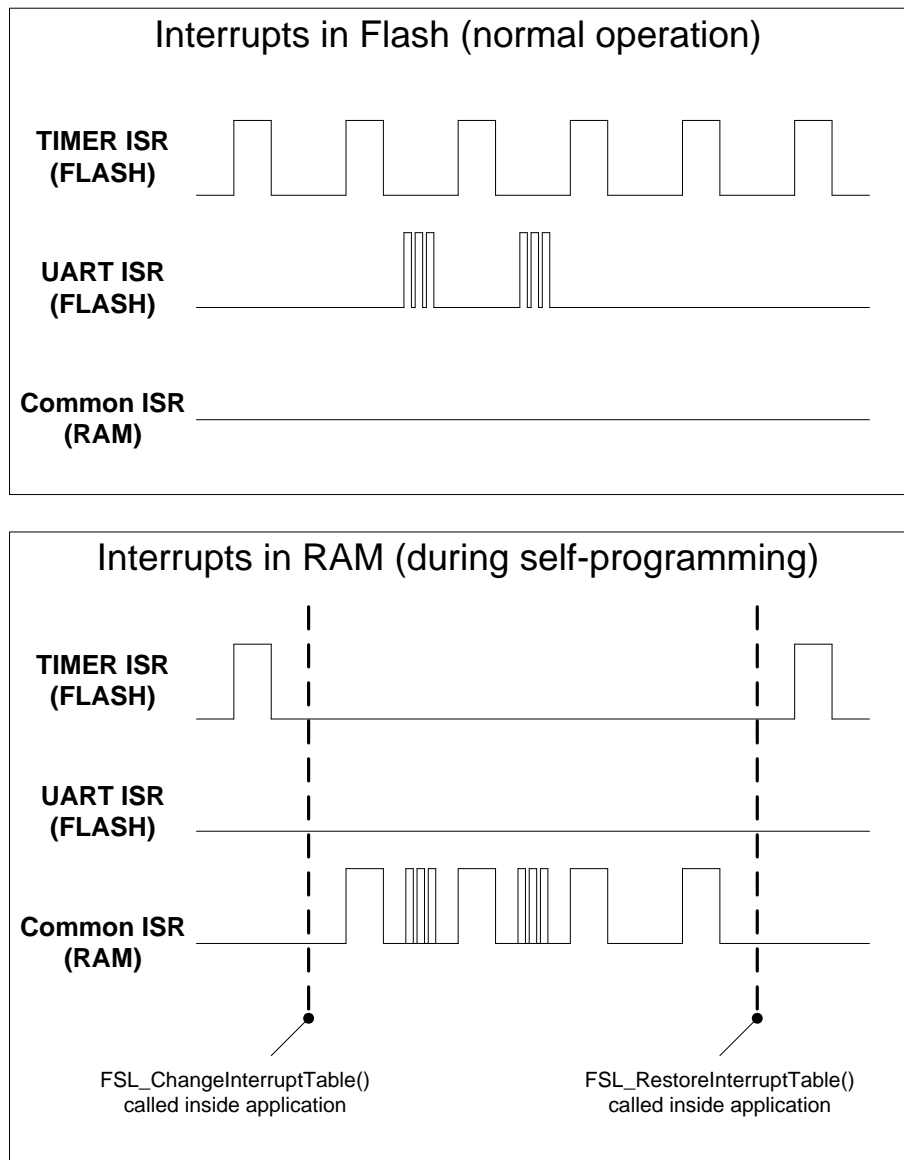 Interrupts in Flash (normal operation)
TIMER ISR
(FLASH)
UART ISR
(FLASH)
Common ISR
(RAM)
Interrupts in RAM (during self-programming)
TIMER ISR
(FLASH)
UART ISR
(FLASH)
Common ISR
(RAM)
FSL_ChangeInterruptTable()
called inside application
FSL_RestoreInterruptTable()
called inside application